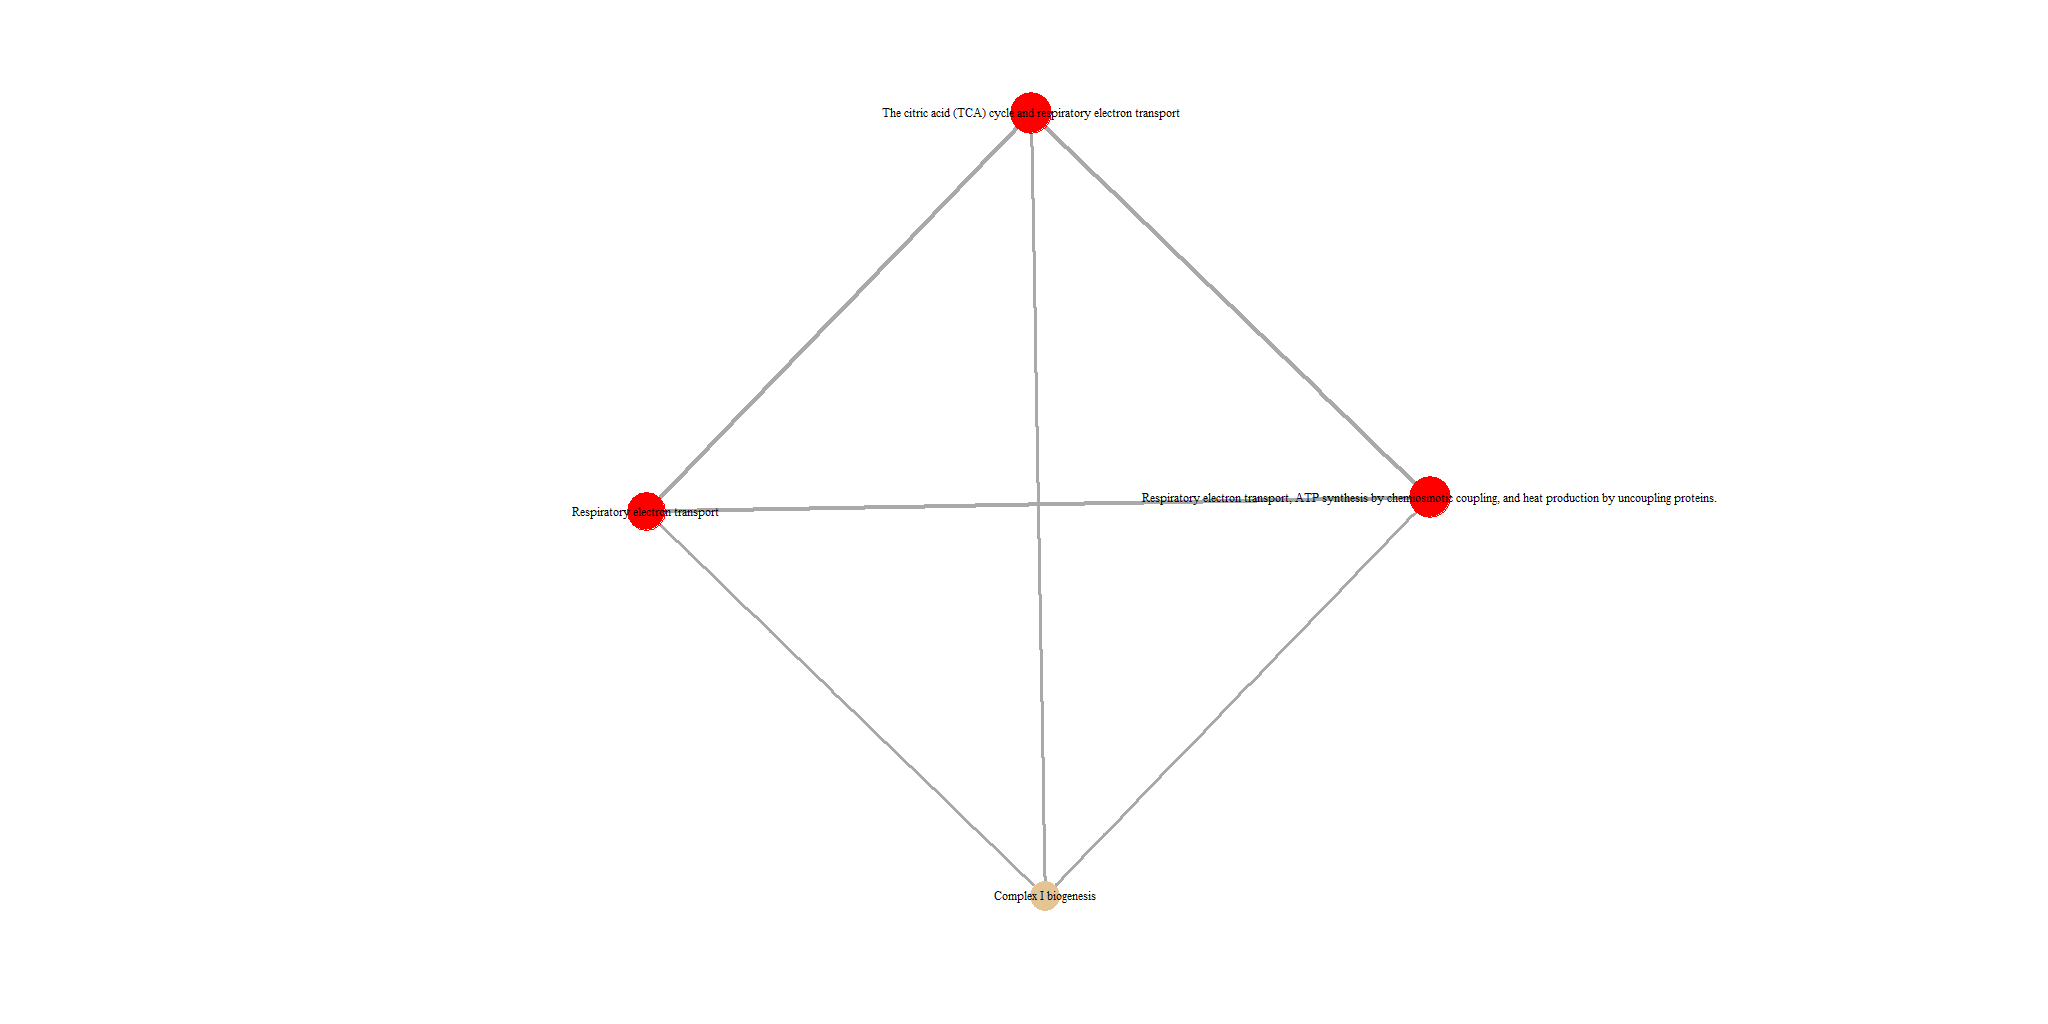 The citric acid (TCA) cycle and respiratory electron transport
Respiratory electron transport, ATP synthesis by chemiosmotic coupling, and heat production by uncoupling proteins.
Respiratory electron transport
Complex I biogenesis